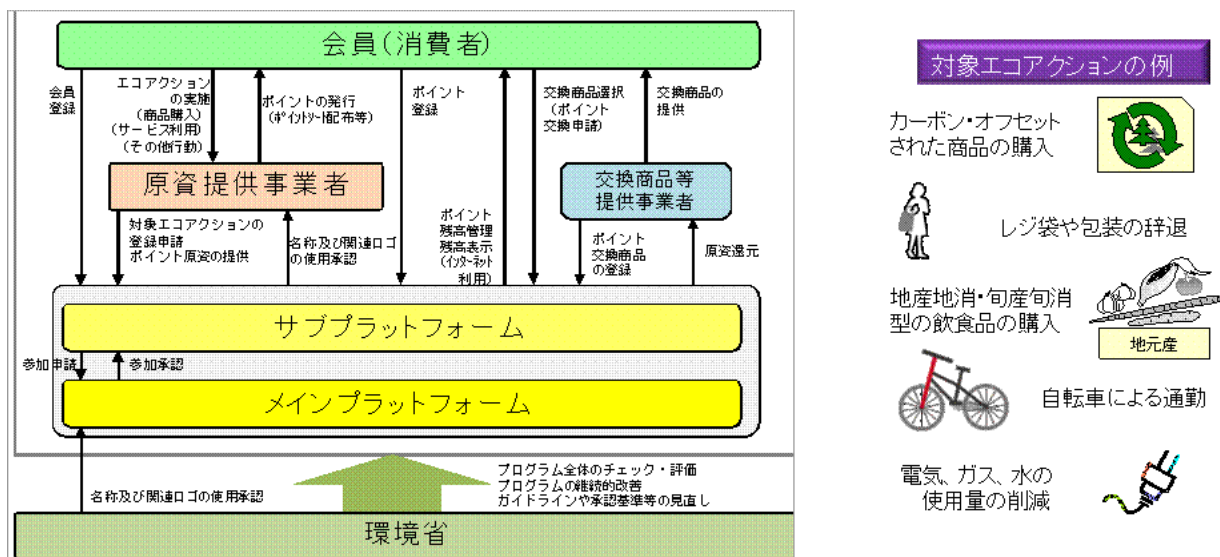 会員(消費者)
会員
登録
エコアクション
の実施
(商品購入)
(サービス利用)
(その他行動)
ポイントの発行
(ポイントシート配布等)
ポイント
登録
交換商品選択
(ポイント
交換申請)
交換商品の
提供
原資提供事業者
交換商品等
提供事業者
対象エコアクションの
登録申請
ポイント原資の提供
名称及び関連ロゴ
の使用承認
ポイント
残高管理
残高表示
(インターネット
利用)
ポイント
交換商品
の登録
原資還元
サブプラットフォーム
参加申請
参加承認
メインプラットフォーム
名称及び関連ロゴの使用承認
プログラム全体のチェック・評価
プログラムの継続的改善
ガイドラインや承認基準等の見直し
環境省
対象エコアクションの例
カーボン・オフセット
された商品の購入
レジ袋や包装の辞退
地産地消・旬産旬消
型の飲食品の購入
地元産
自転車による通勤
電気、ガス、水の
使用量の削減